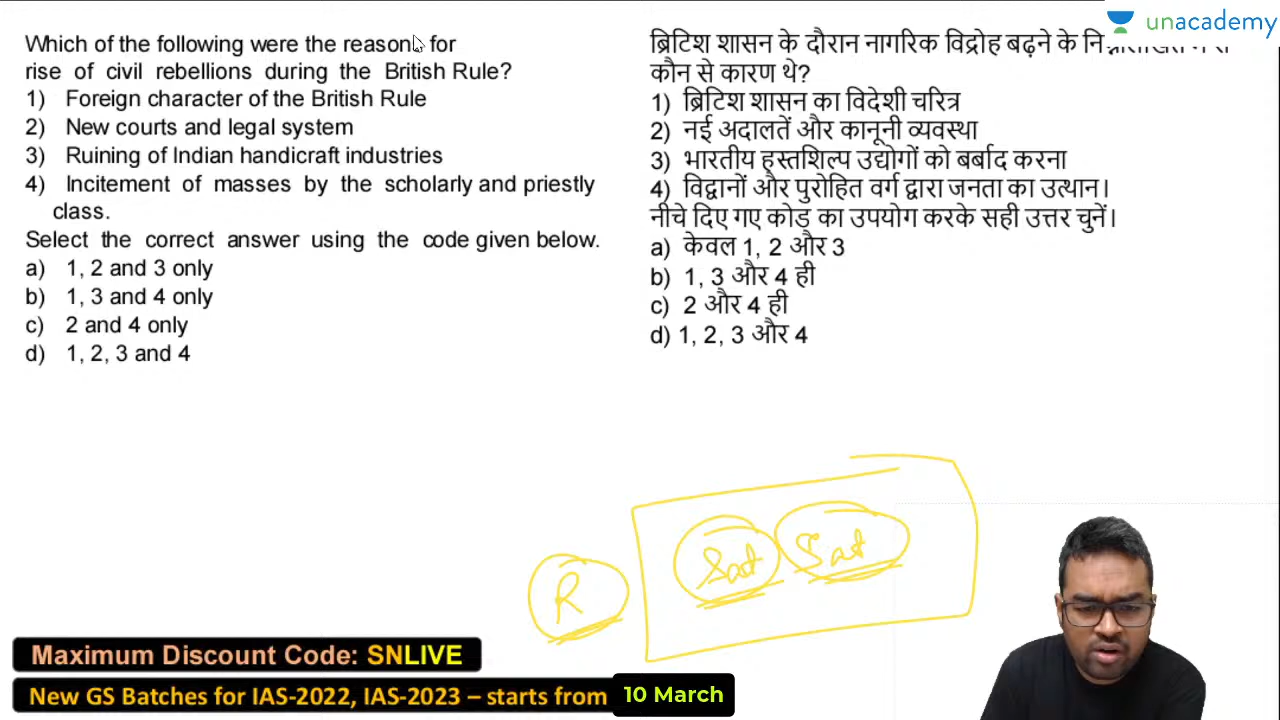 unacademy
Which of the following were the reasons for
rise of civil rebellions during the British Rule?
1) Foreign character of the British Rule
2) New courts and legal system
3) Ruining of Indian handicraft industries
4) Incitement of masses by the scholarly and priestly
class.
Select the correct answer using the code given below.
a) 1, 2 and 3 only
b) 1, 3 and 4 only
c) 2 and 4 only
d) 1, 2, 3 and 4
ब्रिटिश शासन के दौरान नागरिक विद्रोह बढ़ने के
कौन से कारण थे?
1) ब्रिटिश शासन का विदेशी चरित्र
2) नई अदालतें और कानूनी व्यवस्था
3) भारतीय हस्तशिल्प उद्योगों को बर्बाद करना
4) विद्वानों और पुरोहित वर्ग द्वारा जनता का उत्थान।
नीचे दिए गए कोड का उपयोग करके सही उत्तर चुनें।
a) केवल 1, 2 और 3
b) 1, 3 और 4 ही
c) 2 और 4 ही
d) 1, 2, 3 और 4
R
Maximum Discount Code: SNLIVE
New GS Batches for IAS-2022, IAS-2023 – starts from 10 March